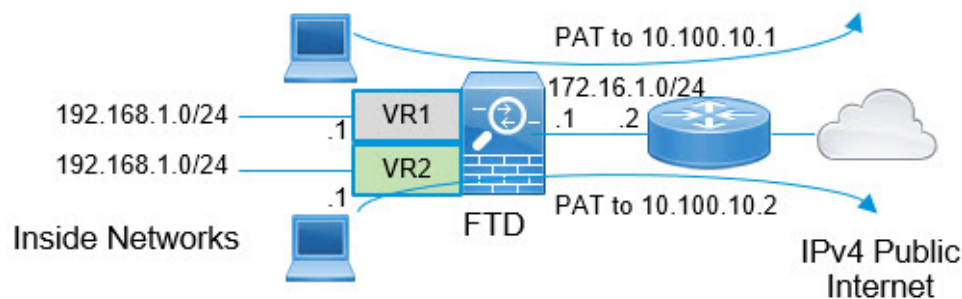 PAT to 10.100.10.1
172.16.1.0/24
192.168.1.0/24
.1
VR1
.1
.2
192.168.1.0/24
VR2
.1
PAT to 10.100.10.2
FTD
Inside Networks
IPv4 Public
Internet